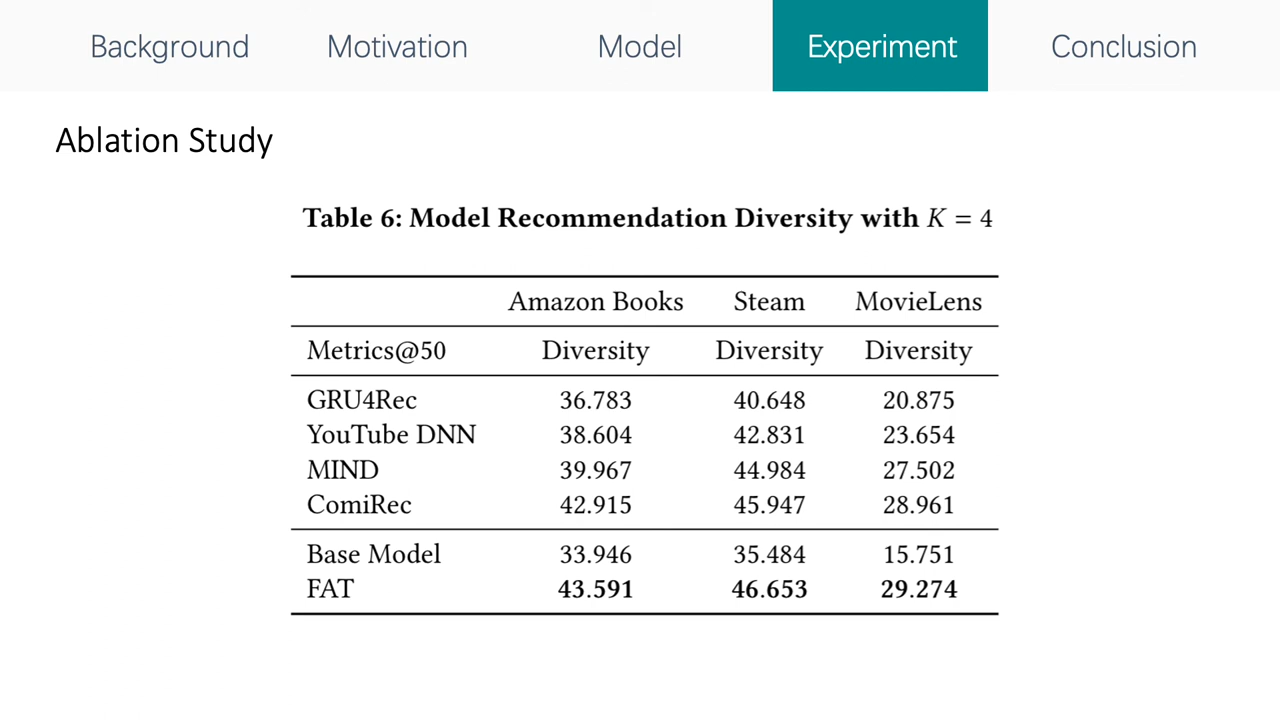 Background Motivation Model Experiment Conclusion
Ablation Study
Table 6: Model Recommendation Diversity with K = 4
Amazon Books Steam MovieLens
Metrics@50 Diversity Diversity Diversity
GRU4Rec 36.783 40.648 20.875
YouTube DNN 38.604 42.831 23.654
MIND 39.967 44.984 27.502
ComiRec 42.915 45.947 28.961
Base Model 33.946 35.484 15.751
FAT 43.591 46.653 29.274